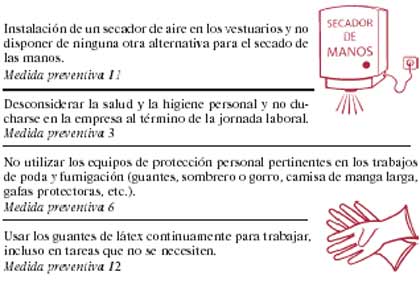 Instalación de un secador de aire en los vestuarios y no
disponer de ninguna otra alternativa para el secado de
las manos.
Medida preventiva 11
SECADOR
DE
MANOS
Desconsiderar la salud y la higiene personal y no du-
charse en la empresa al término de la jornada laboral.
Medida preventiva 3
No utilizar los equipos de protección personal pertinentes en los trabajos
de poda y fumigación (guantes, sombrero o gorro, camisa de manga larga,
gafas protectoras, etc.).
Medida preventiva 6
Usar los guantes de látex continuamente para trabajar,
incluso en tareas que no se necesiten.
Medida preventiva 12